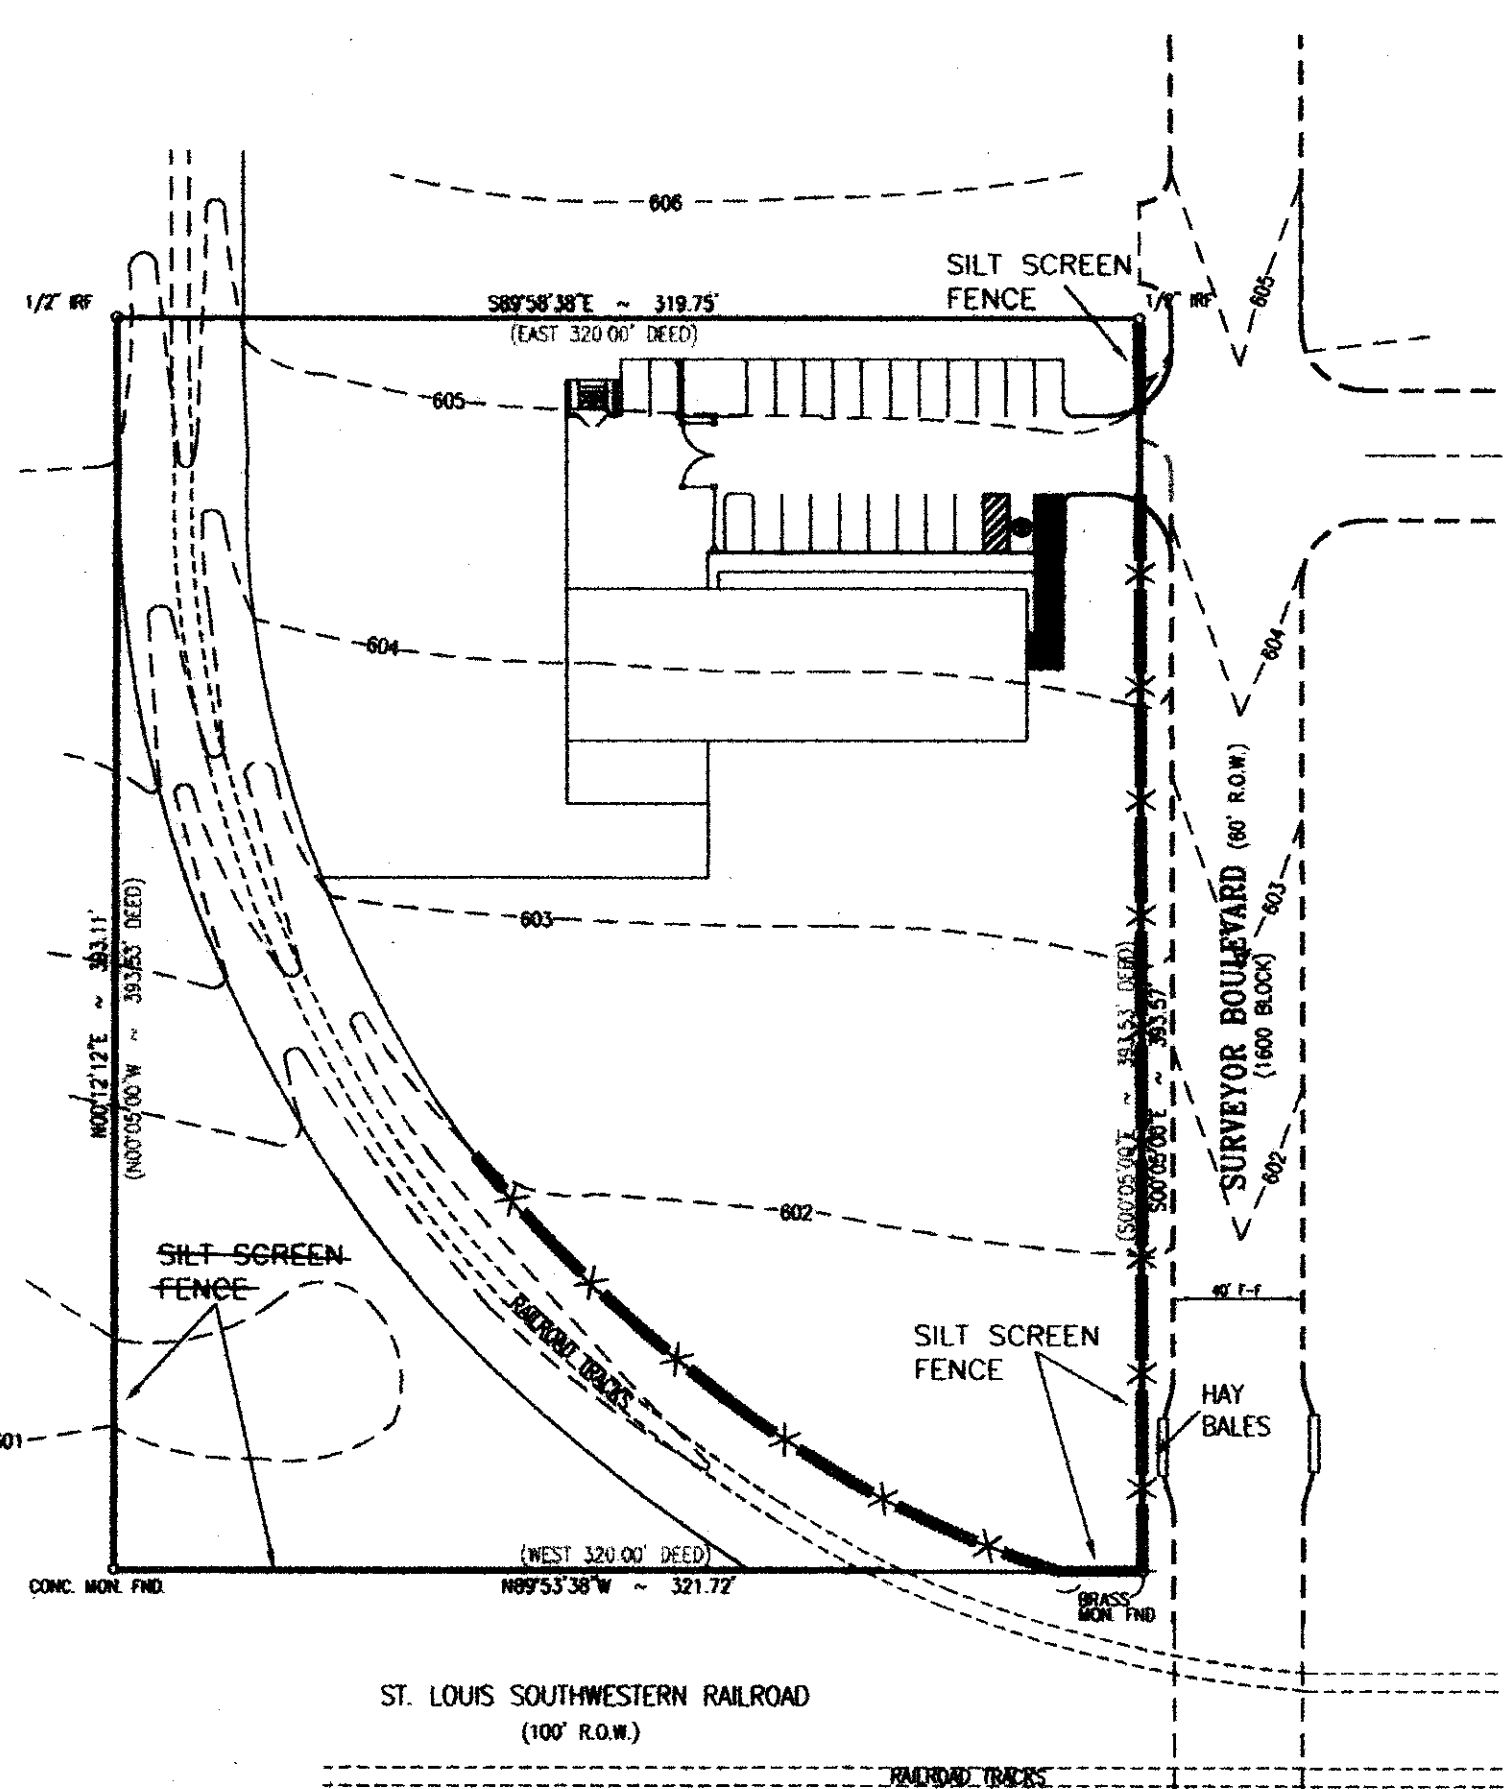 606
SILT SCREEN
FENCE
605
1/2" IRF
S89°58'38"E ~ 319.75'
1/2" IRF
(EAST 320.00' DEED)
605
604
604
SURVEYOR BOULEVARD (60' R.O.W.)
(1600 BLOCK)
603
603
N00°12'12"E ~ 393.11'
(N00°05'00"W ~ 393.53' DEED)
(S00°05'00"E ~ 393.53' DEED)
S00°05'00"E ~ 393.57'
602
602
SILT SCREEN
FENCE
40' F-F
RAILROAD TRACKS
SILT SCREEN
FENCE
HAY
BALES
601
(WEST 320.00' DEED)
CONC. MON. FND.
N89°53'38"W ~ 321.72'
BRASS
MON. FND
ST. LOUIS SOUTHWESTERN RAILROAD
(100' R.O.W.)
RAILROAD TRACKS